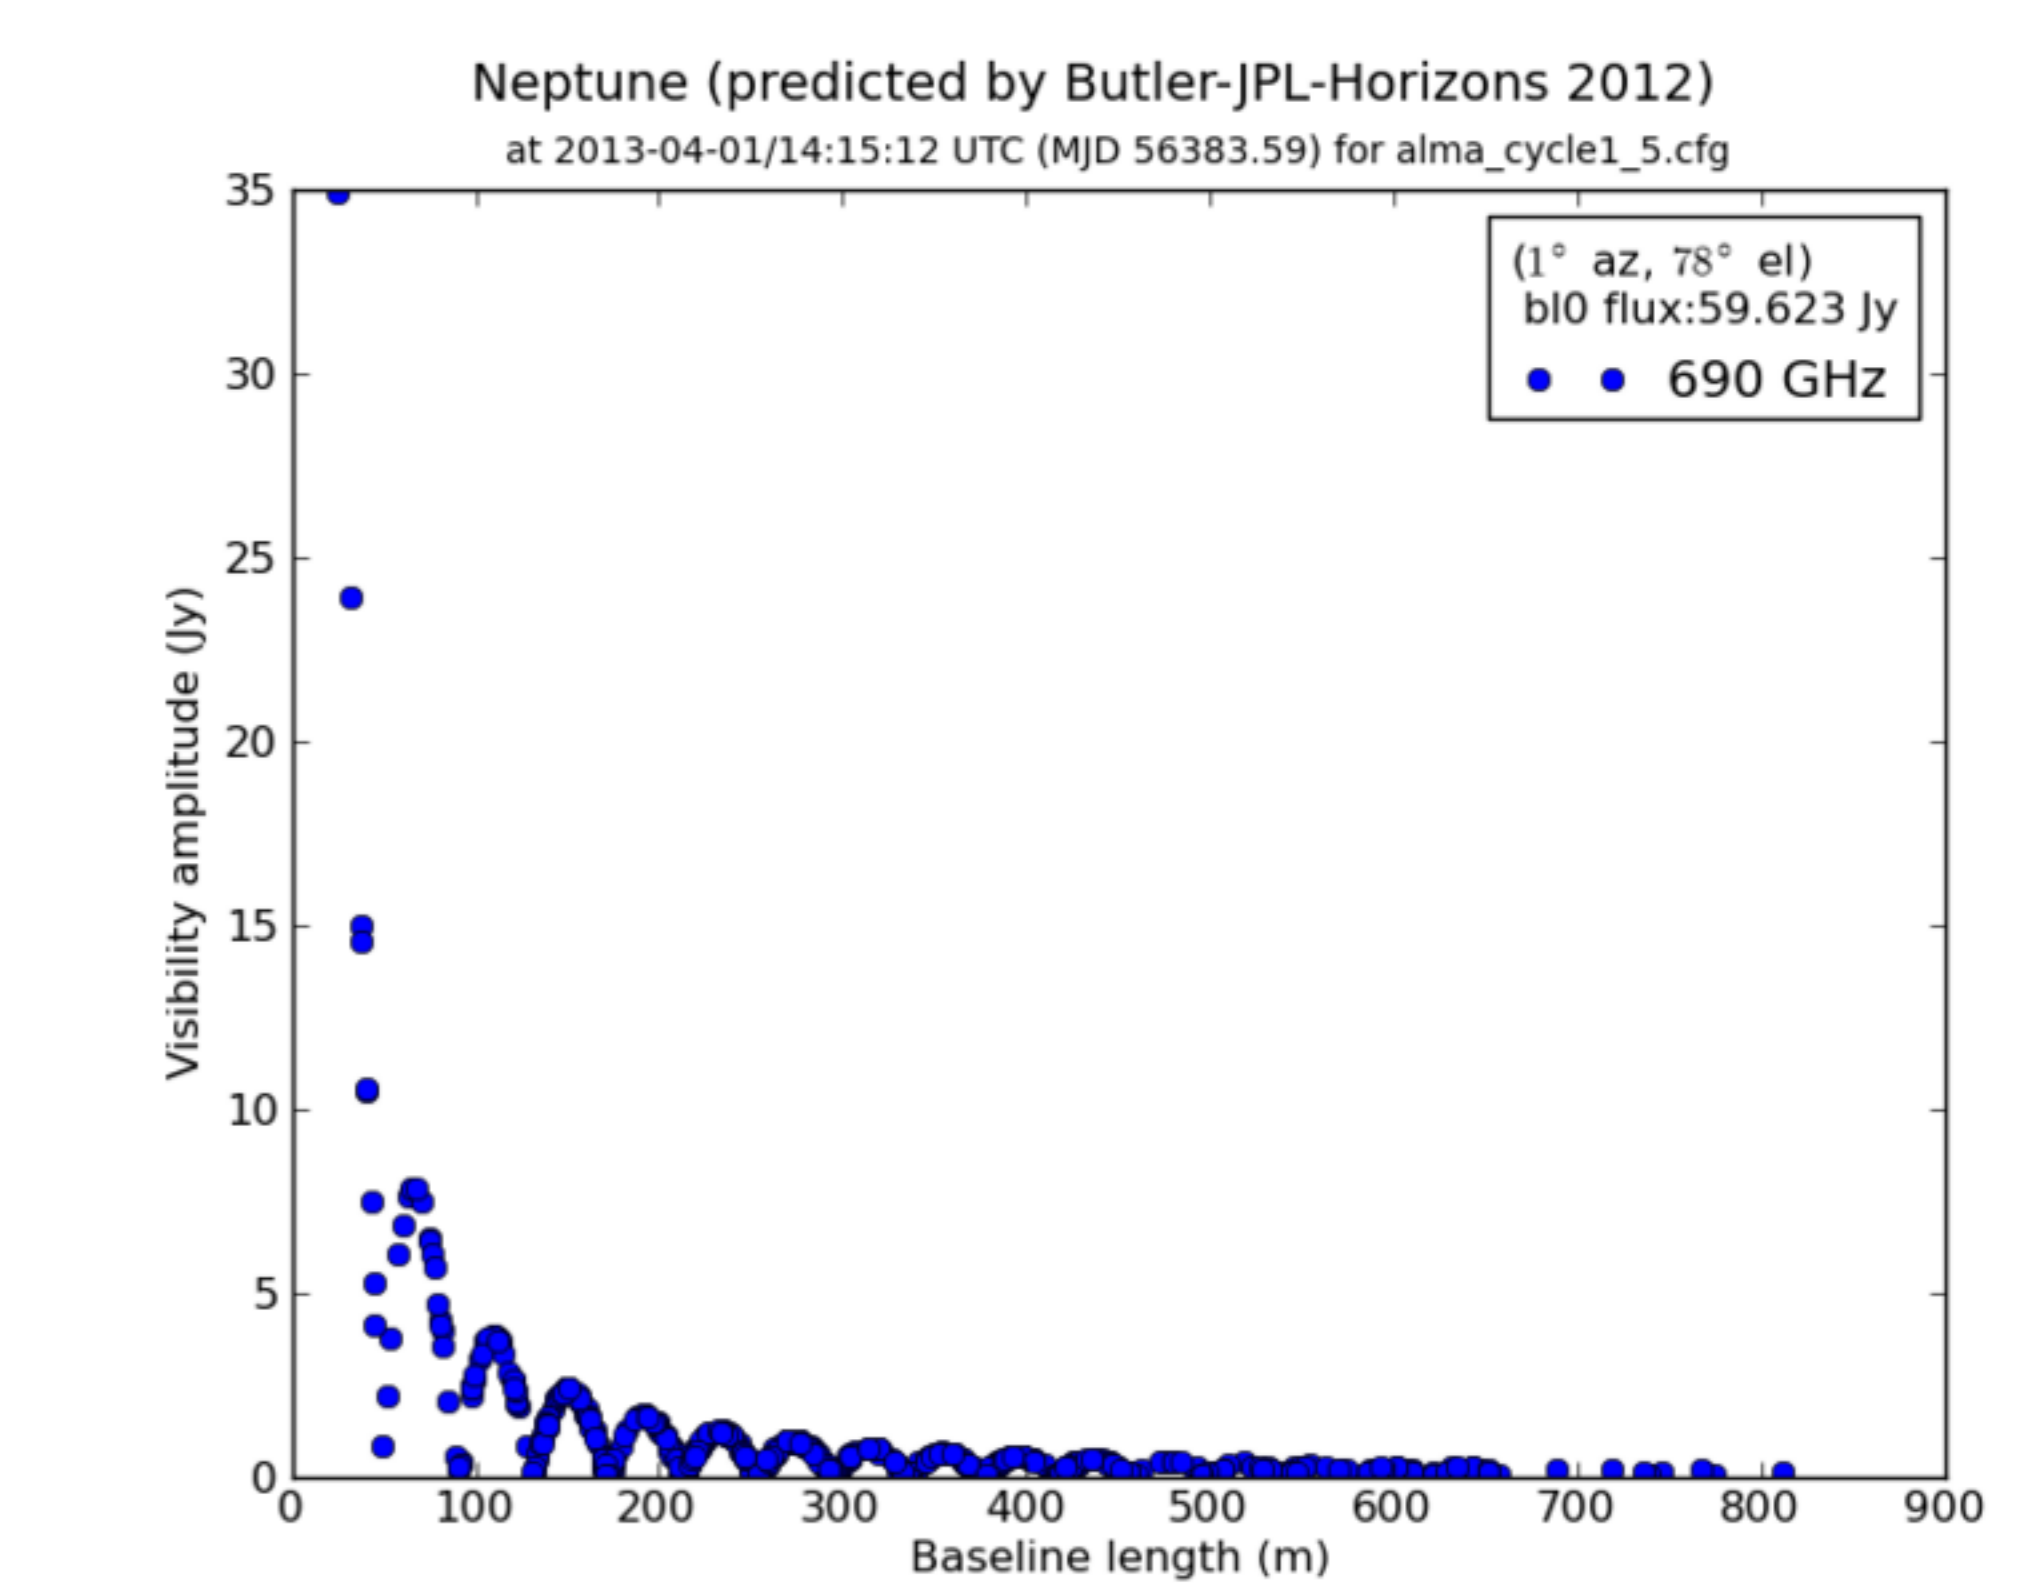 Neptune (predicted by Butler-JPL-Horizons 2012)
at 2013-04-01/14:15:12 UTC (MJD 56383.59) for alma_cycle1_5.cfg
(1° az, 78° el)
bl0 flux:59.623 Jy
690 GHz
Visibility amplitude (Jy)
35
30
25
20
15
10
5
0
0 100 200 300 400 500 600 700 800 900
Baseline length (m)